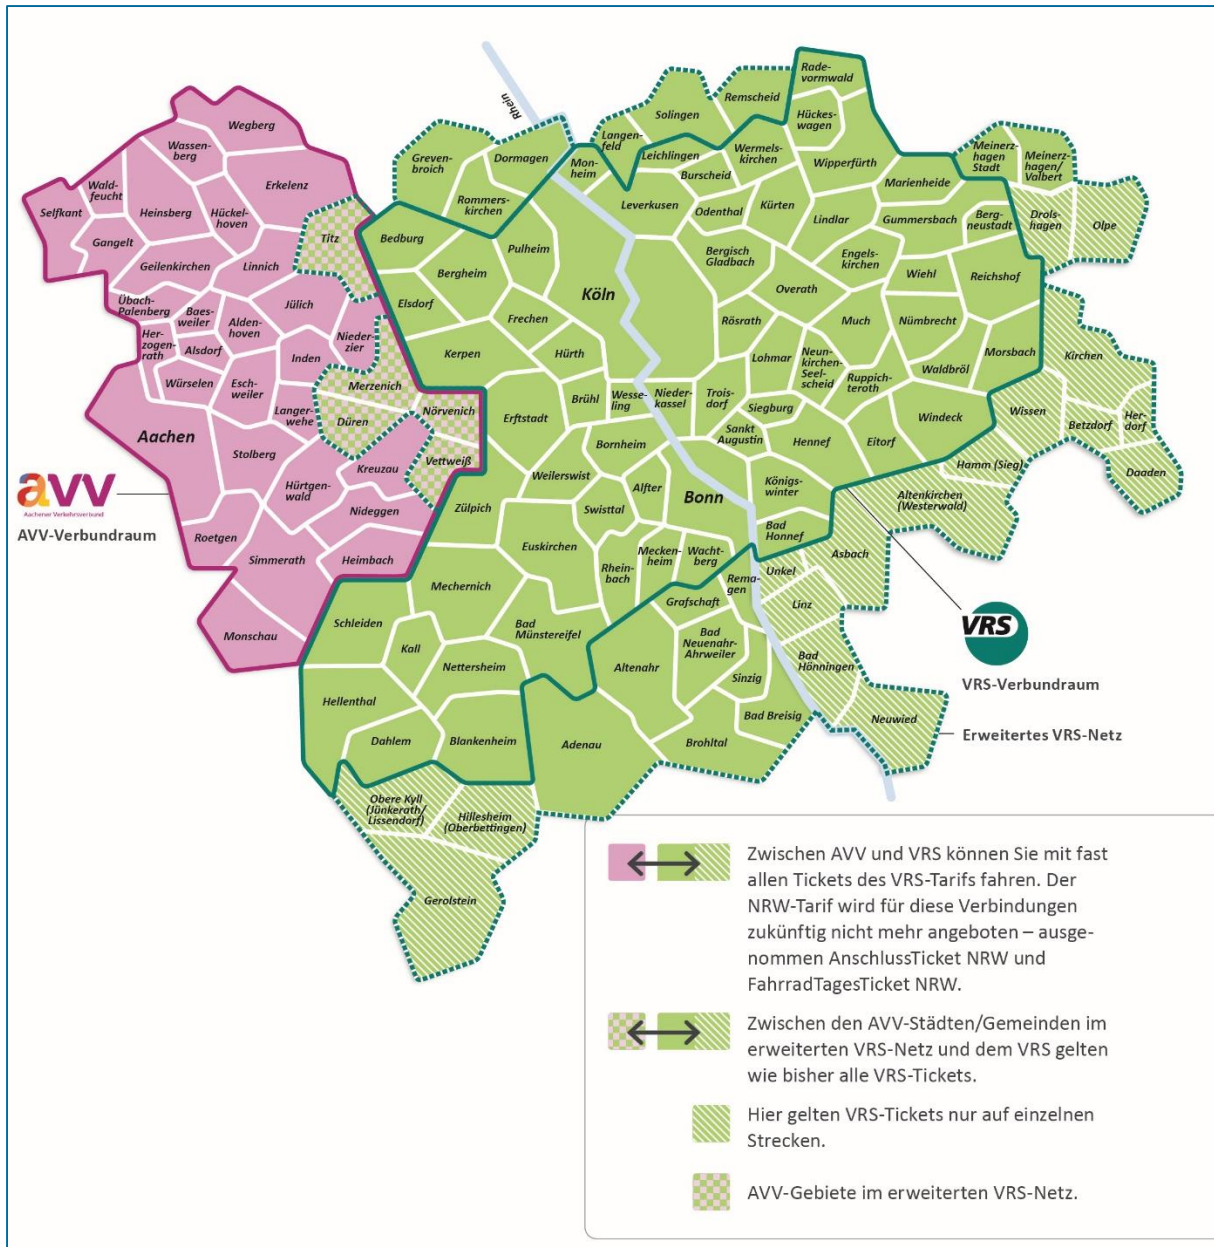 Rhein
Rade-
vormwald
Remscheid
Solingen
Hückes-
wagen
Langen-
feld
Wegberg
Wassen-
berg
Greven-
broich
Dormagen
Mon-
heim
Leichlingen
Wermels-
kirchen
Wipperfürth
Meinerz-
hagen
Stadt
Meinerz-
hagen/
Valbert
Burscheid
Marienheide
Wald-
feucht
Erkelenz
Rommers-
kirchen
Leverkusen
Odenthal
Kürten
Lindlar
Gummersbach
Berg-
neustadt
Drols-
hagen
Olpe
Selfkant
Heinsberg
Hückel-
hoven
Titz
Bedburg
Pulheim
Bergisch
Gladbach
Engels-
kirchen
Gangelt
Geilenkirchen
Linnich
Bergheim
Wiehl
Reichshof
Übach-
Palenberg
Baes-
weiler
Jülich
Elsdorf
Köln
Overath
Alden-
hoven
Nieder-
zier
Frechen
Rösrath
Much
Nümbrecht
Her-
zogen-
rath
Alsdorf
Inden
Kerpen
Hürth
Lohmar
Neun-
kirchen-
Seel-
scheid
Morsbach
Kirchen
Würselen
Esch-
weiler
Merzenich
Ruppich-
teroth
Waldbröl
Langer-
wehe
Düren
Nörvenich
Erftstadt
Brühl
Wesse-
ling
Nieder-
kassel
Trois-
dorf
Siegburg
Windeck
Wissen
Betzdorf
Her-
dorf
Aachen
Stolberg
Vettweiß
Bornheim
Sankt
Augustin
Hennef
Eitorf
Daaden
Kreuzau
Weilerswist
Hamm (Sieg)
Hürtgen-
wald
Zülpich
Swisttal
Alfter
Bonn
Königs-
winter
Altenkirchen
(Westerwald)
avv
Aachener Verkehrsverbund
AVV-Verbundraum
Nideggen
Roetgen
Simmerath
Heimbach
Euskirchen
Bad
Honnef
Asbach
Mechernich
Rhein-
bach
Mecken-
heim
Wacht-
berg
Rema-
gen
Unkel
Grafschaft
Linz
Monschau
Schleiden
Kall
Bad
Münstereifel
Bad
Neuenahr-
Ahrweiler
Nettersheim
Altenahr
Sinzig
Bad
Hönningen
VRS
VRS-Verbundraum
Hellenthal
Dahlem
Blankenheim
Adenau
Brohltal
Bad Breisig
Neuwied
Erweitertes VRS-Netz
Obere Kyll
(Jünkerath/
Lissendorf)
Hillesheim
(Oberbettingen)
Gerolstein
Zwischen AVV und VRS können Sie mit fast
allen Tickets des VRS-Tarifs fahren. Der
NRW-Tarif wird für diese Verbindungen
zukünftig nicht mehr angeboten – ausge-
nommen AnschlussTicket NRW und
FahrradTagesTicket NRW.
Zwischen den AVV-Städten/Gemeinden im
erweiterten VRS-Netz und dem VRS gelten
wie bisher alle VRS-Tickets.
Hier gelten VRS-Tickets nur auf einzelnen
Strecken.
AVV-Gebiete im erweiterten VRS-Netz.